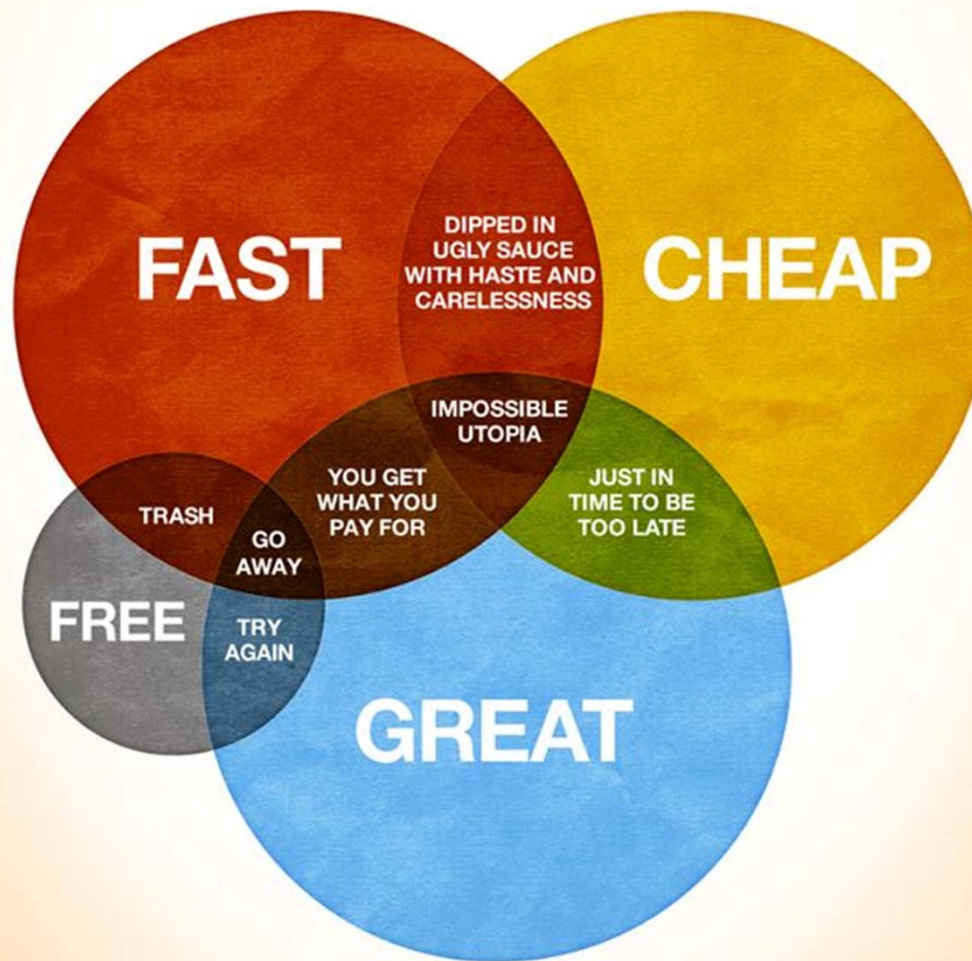 FAST
DIPPED IN
UGLY SAUCE
WITH HASTE AND
CARELESSNESS
CHEAP
IMPOSSIBLE
UTOPIA
YOU GET
WHAT YOU
PAY FOR
JUST IN
TIME TO BE
TOO LATE
TRASH
GO
AWAY
FREE
TRY
AGAIN
GREAT